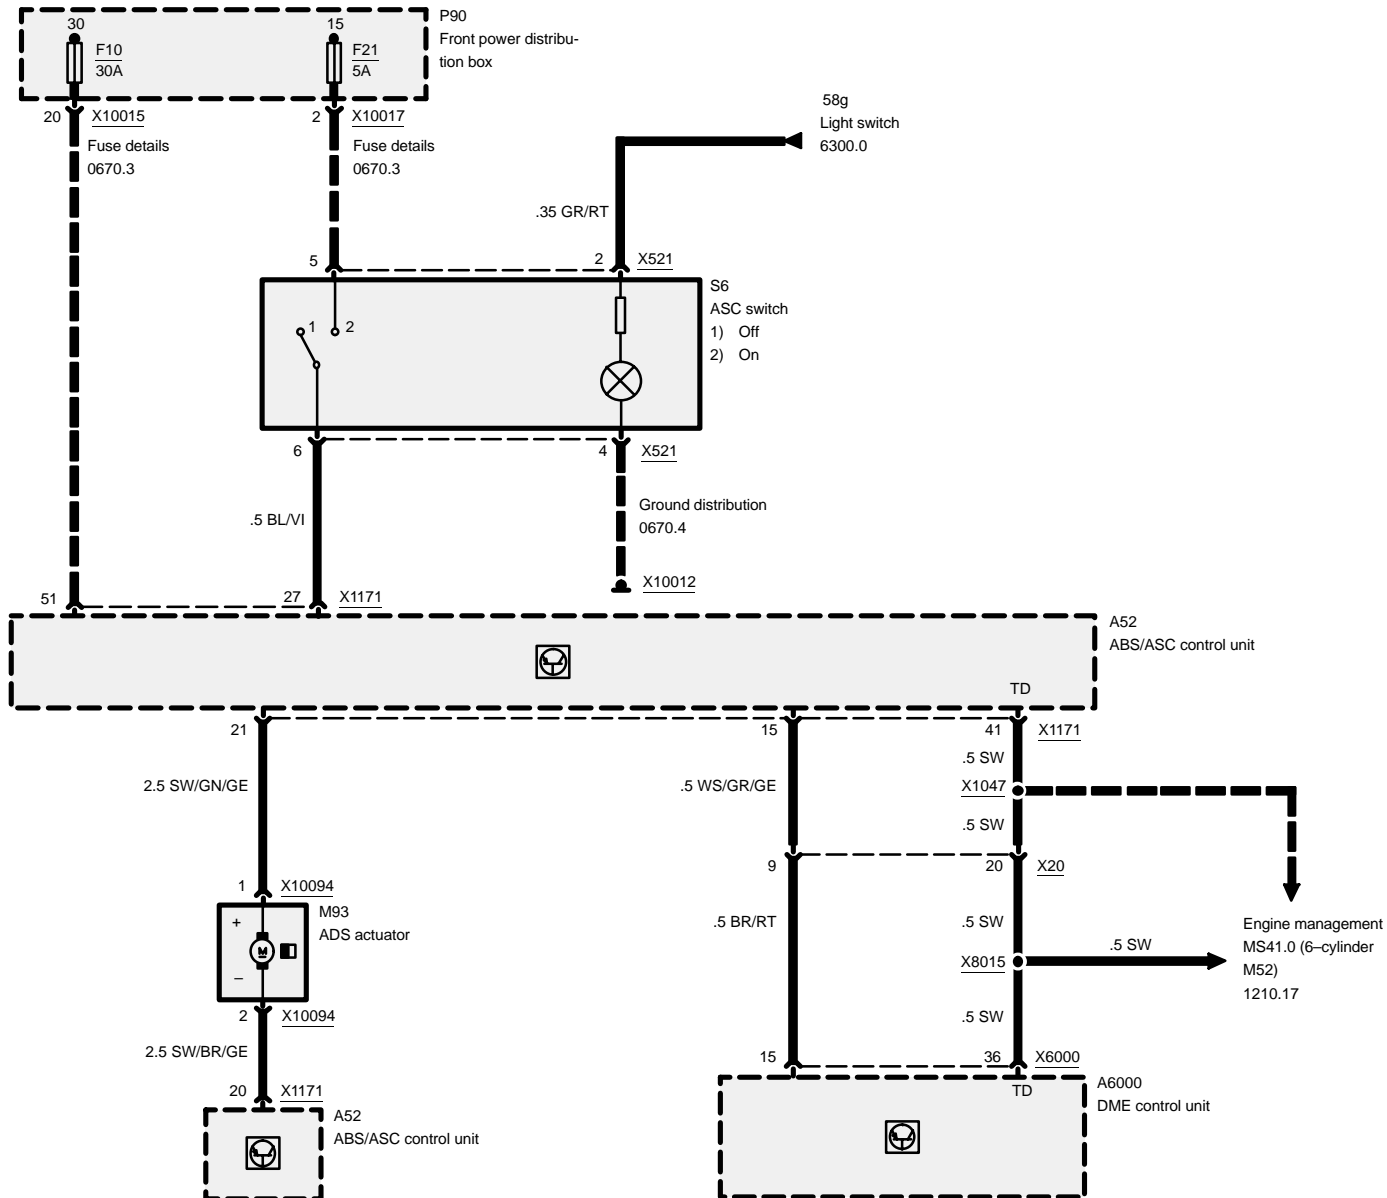 P90
30
15
Front power distribu-
F10
F21
tion box
30A
5A
20
X10015
2
X10017
58g
Light switch
6300.0
Fuse details
0670.3
Fuse details
0670.3
.35 GR/RT
5
2
X521
S6
ASC switch
1) Off
2) On
1
2
6
4
X521
Ground distribution
0670.4
.5 BL/VI
X10012
51
27
X1171
A52
ABS/ASC control unit
TD
21
15
41
X1171
.5 SW
2.5 SW/GN/GE
.5 WS/GR/GE
X1047
.5 SW
9
20
X20
1
X10094
M93
ADS actuator
+
M
–
.5 BR/RT
.5 SW
.5 SW
X8015
Engine management
MS41.0 (6–cylinder
M52)
1210.17
2
X10094
.5 SW
2.5 SW/BR/GE
15
36
X6000
20
X1171
TD
A6000
DME control unit
A52
ABS/ASC control unit